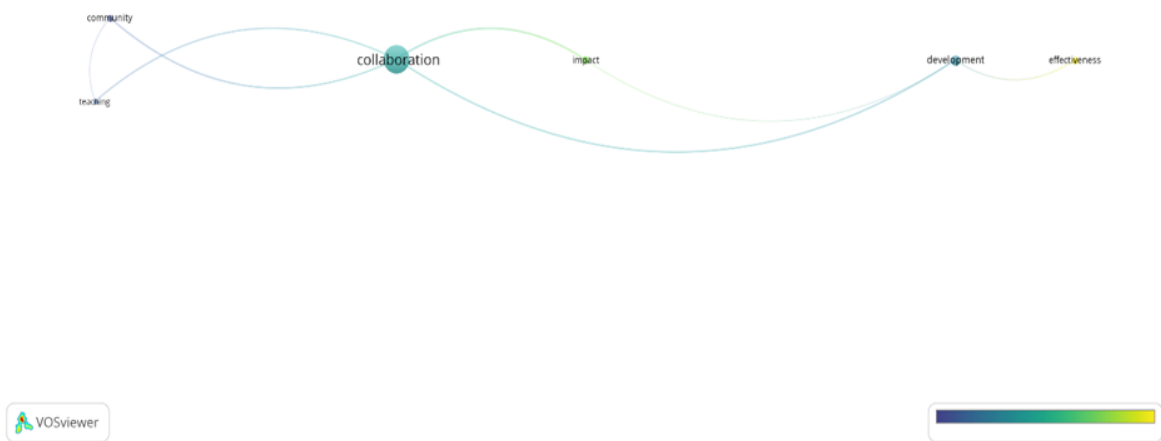 community
collaboration
impact
development
effectiveness
teaching
VOSviewer